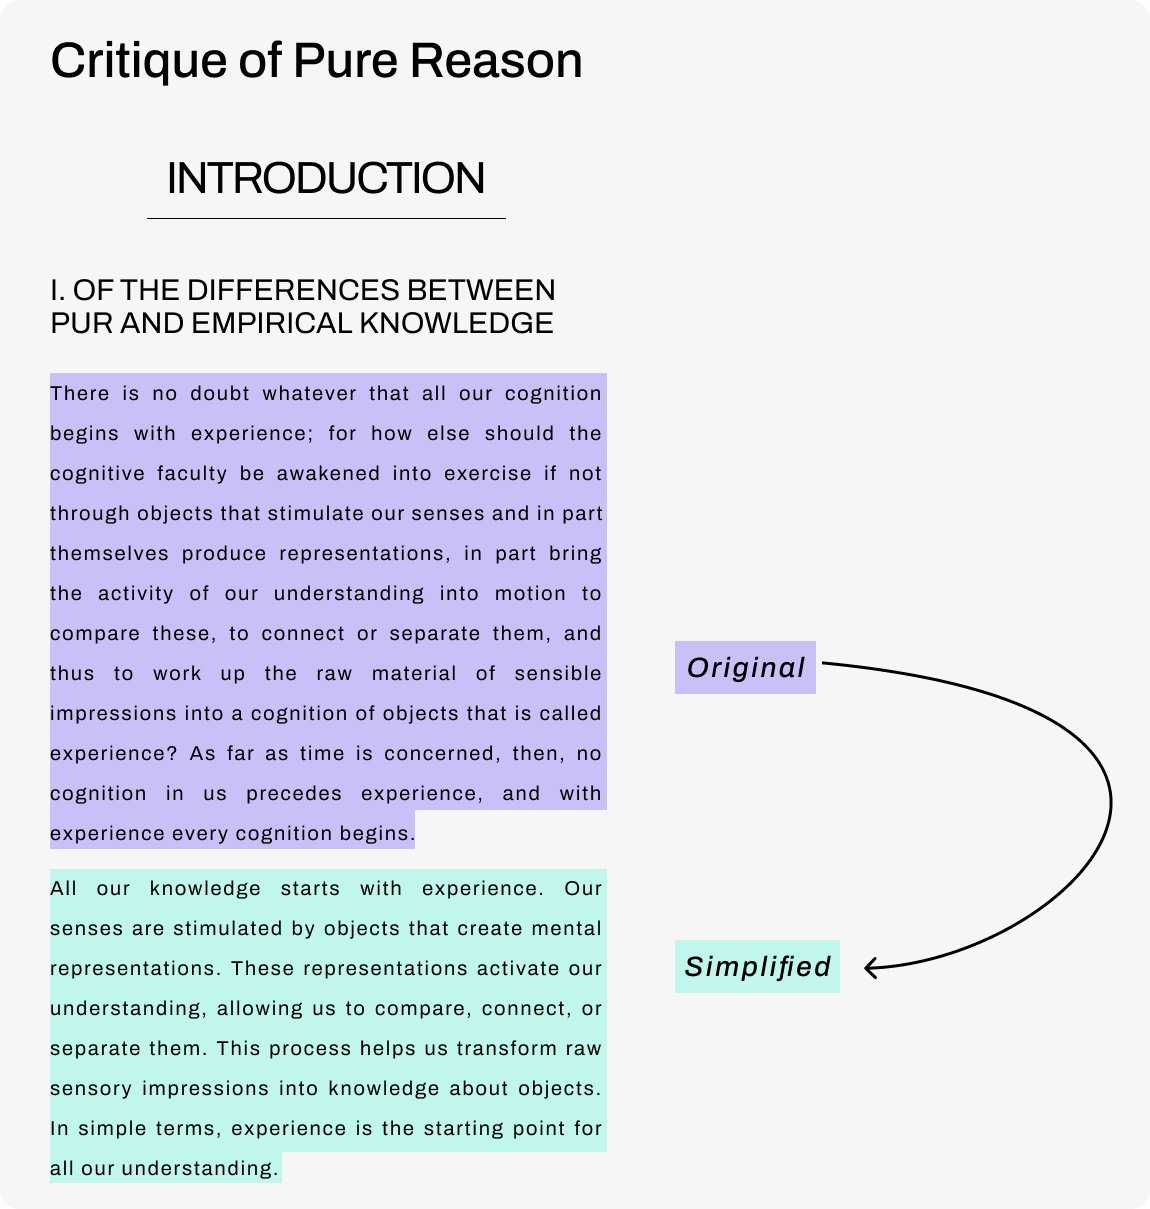 Critique of Pure Reason
INTRODUCTION
I. OF THE DIFFERENCES BETWEEN
PUR AND EMPIRICAL KNOWLEDGE
There is no doubt whatever that all our cognition
begins with experience; for how else should the
cognitive faculty be awakened into exercise if not
through objects that stimulate our senses and in part
themselves produce representations, in part bring
the activity of our understanding into motion to
compare these, to connect or separate them, and
thus to work up the raw material of sensible
impressions into a cognition of objects that is called
experience? As far as time is concerned, then, no
cognition in us precedes experience, and with
experience every cognition begins.
All our knowledge starts with experience. Our
senses are stimulated by objects that create mental
representations. These representations activate our
understanding, allowing us to compare, connect, or
separate them. This process helps us transform raw
sensory impressions into knowledge about objects.
In simple terms, experience is the starting point for
all our understanding.
Original
Simplified